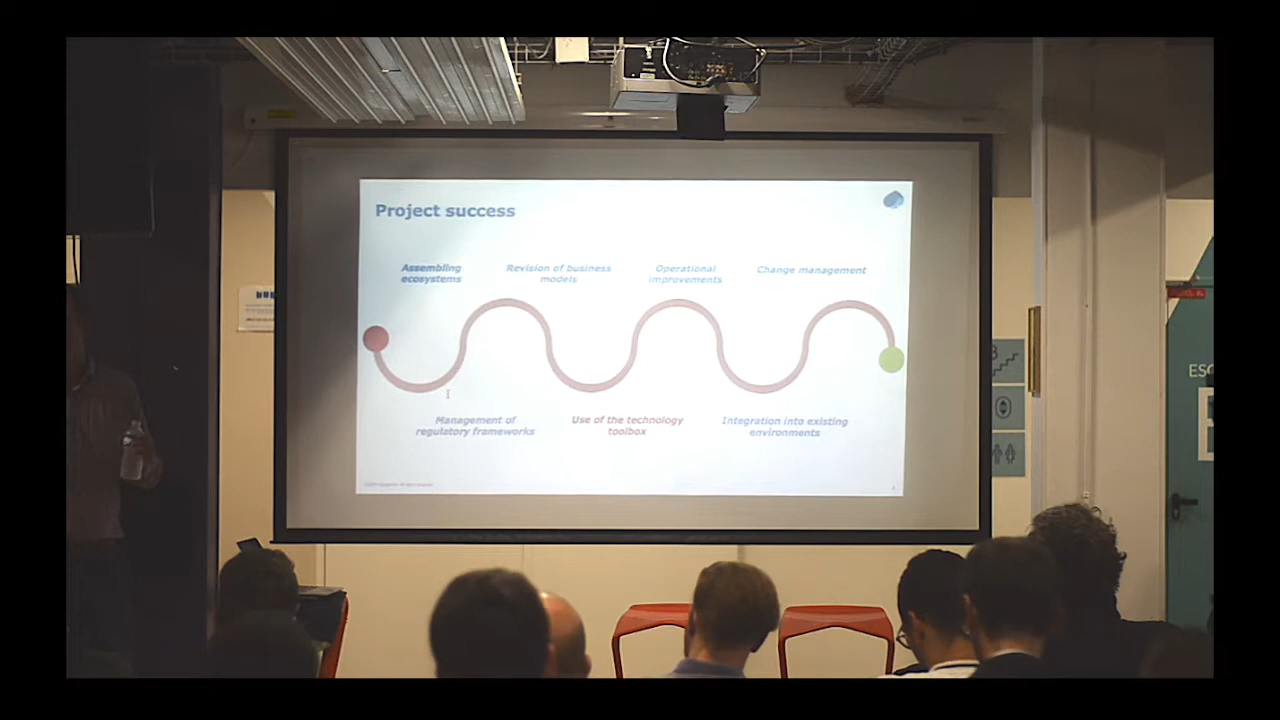 Project success
Assembling
ecosystems
Revision of business
models
Operational
improvements
Change management
Management of
regulatory frameworks
Use of the technology
toolbox
Integration into existing
environments
ESC